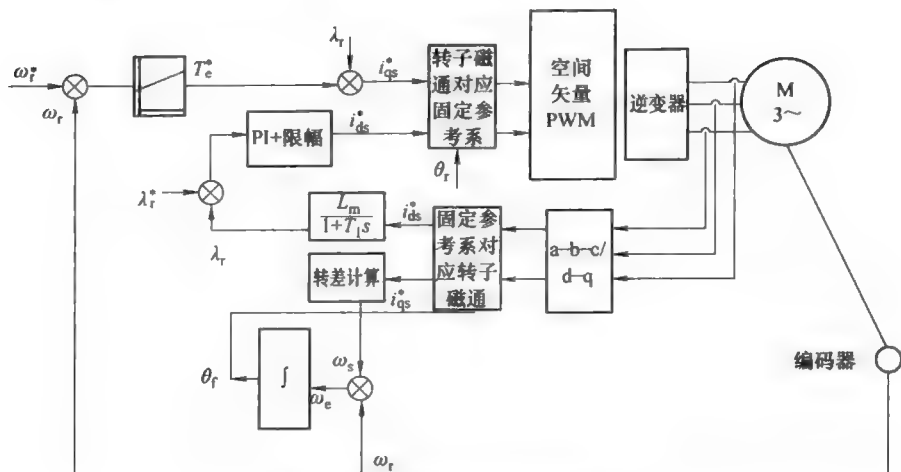 λr
ω*r
Te*
i*qs
ωr
转子磁
通对应
固定参
考系
空间
矢量
PWM
逆变器
M
3~
PI+限幅
i*ds
θr
λ*r
Lm
1+T1s
λr
i*ds
固定参
考系对
应转子
磁通
a-b-c/
d-q
转差计算
i*qs
编码器
ωs
θf
∫
ωe
ωr